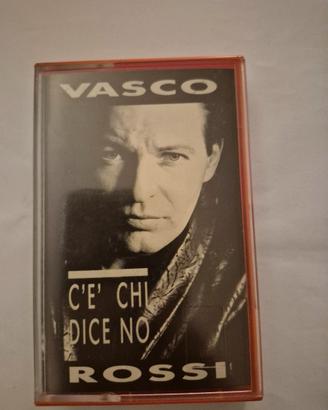 VASCO
C'E' CHI
DICE NO
ROSSI